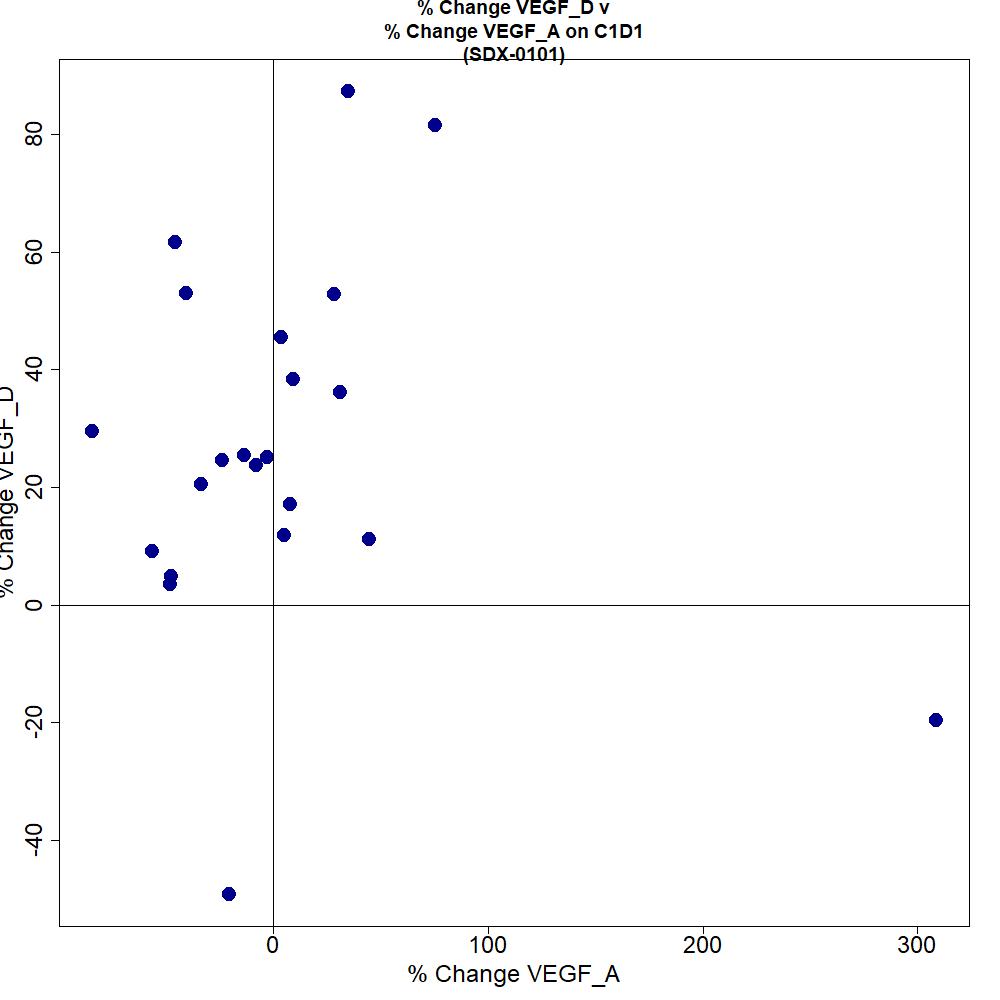 % Change VEGF_D v
% Change VEGF_A on C1D1
(SDX-0101)
% Change VEGF_D
80
60
40
20
0
-20
-40
0
100
200
300
% Change VEGF_A